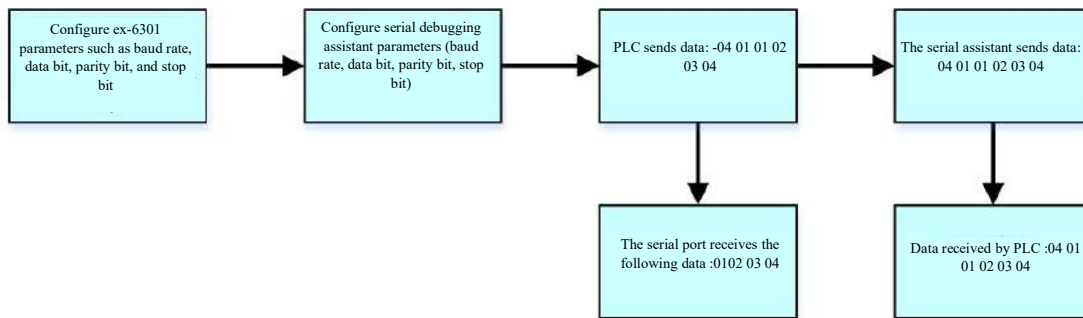 Configure ex-6301
parameters such as baud rate,
data bit, parity bit, and stop
bit
Configure serial debugging
assistant parameters (baud
rate, data bit, parity bit, stop
bit)
PLC sends data: -04 01 01 02
03 04
The serial assistant sends data:
04 01 01 02 03 04
The serial port receives the
following data :0102 03 04
Data received by PLC :04 01
01 02 03 04